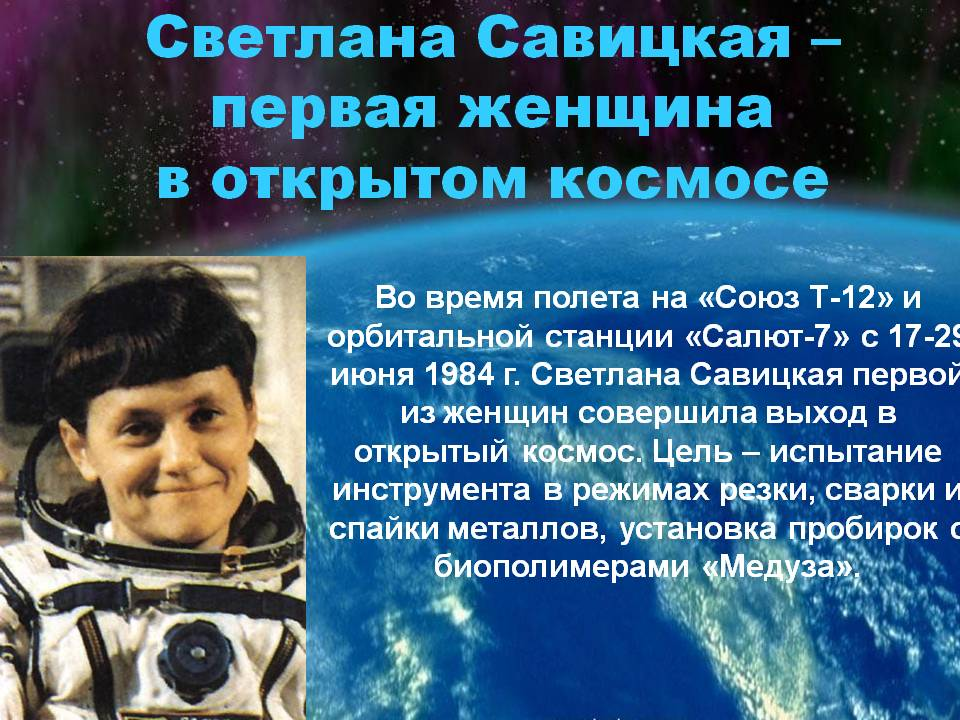 Светлана Савицкая –
первая женщина
в открытом космосе
Во время полета на «Союз Т-12» и
орбитальной станции «Салют-7» с 17-29
июня 1984 г. Светлана Савицкая первой
из женщин совершила выход в
открытый космос. Цель – испытание
инструмента в режимах резки, сварки и
спайки металлов, установка пробирок с
биополимерами «Медуза».